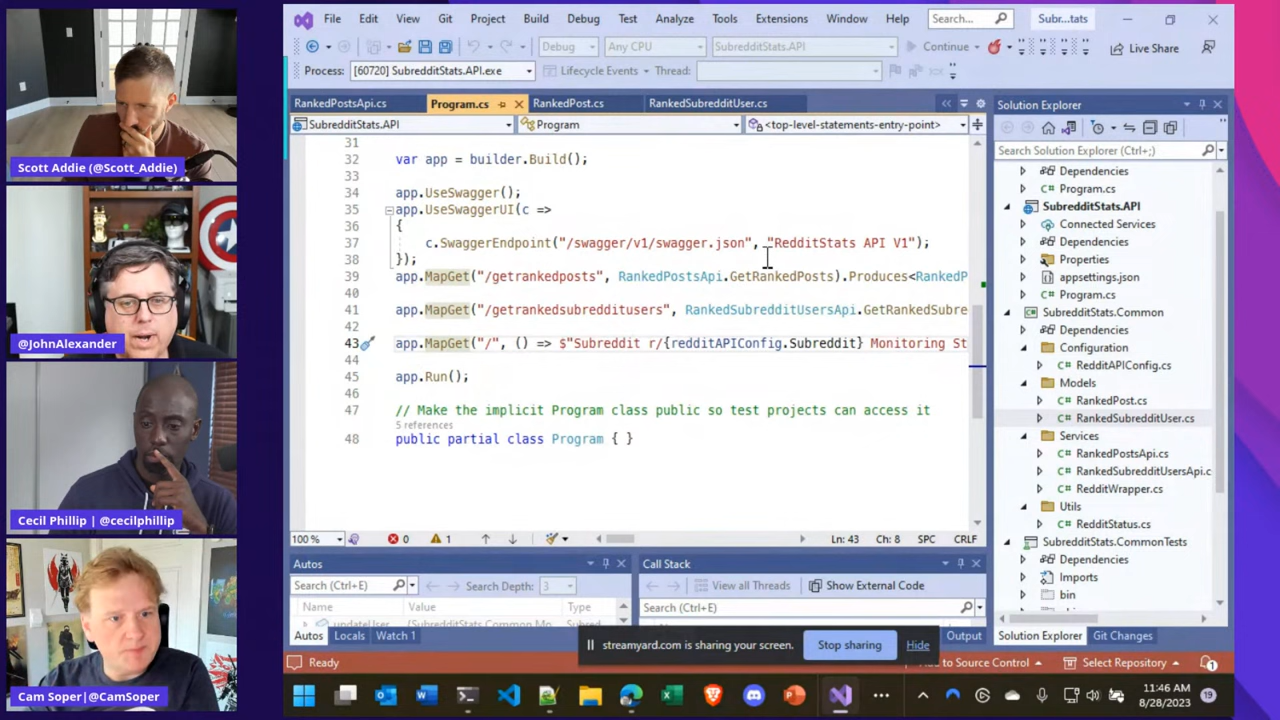 Scott Addie (@Scott_Addie)
@JohnAlexander
Cecil Phillip | @cecilphillip
Cam Soper|@CamSoper
File Edit View Git Project Build Debug Test Analyze Tools Extensions Window Help Search... Subr...tats
Debug Any CPU SubredditStats.API Continue Live Share
Process: [60720] SubredditStats.API.exe Lifecycle Events Thread:
RankedPostsApi.cs Program.cs RankedPost.cs RankedSubredditUser.cs
SubredditStats.API Program <top-level-statements-entry-point>
31
32 var app = builder.Build();
33
34 app.UseSwagger();
35 app.UseSwaggerUI(c =>
36 {
37 c.SwaggerEndpoint("/swagger/v1/swagger.json", "RedditStats API V1");
38 });
39 app.MapGet("/getrankedposts", RankedPostsApi.GetRankedPosts).Produces<RankedP
40
41 app.MapGet("/getrankedsubredditusers", RankedSubredditUsersApi.GetRankedSubre
42
43 app.MapGet("/", () => $"Subreddit r/{redditAPIConfig.Subreddit} Monitoring St
44
45 app.Run();
46
47 // Make the implicit Program class public so test projects can access it
5 references
48 public partial class Program { }
100 % 0 1 Ln: 43 Ch: 8 SPC CRLF
Autos
Search (Ctrl+E) Search Depth: 3
Name Value Type
Autos Locals Watch 1
Call Stack
View all Threads Show External Code
Search (Ctrl+E)
Output
streamyard.com is sharing your screen. Stop sharing Hide
Solution Explorer
Search Solution Explorer (Ctrl+;)
Dependencies
Program.cs
SubredditStats.API
Connected Services
Dependencies
Properties
appsettings.json
Program.cs
SubredditStats.Common
Dependencies
Configuration
RedditAPIConfig.cs
Models
RankedPost.cs
RankedSubredditUser.cs
Services
RankedPostsApi.cs
RankedSubredditUsersApi.c
RedditWrapper.cs
Utils
RedditStatus.cs
SubredditStats.CommonTests
Dependencies
Imports
bin
Solution Explorer Git Changes
Ready to Source Control Select Repository 1
11:46 AM
8/28/2023
19